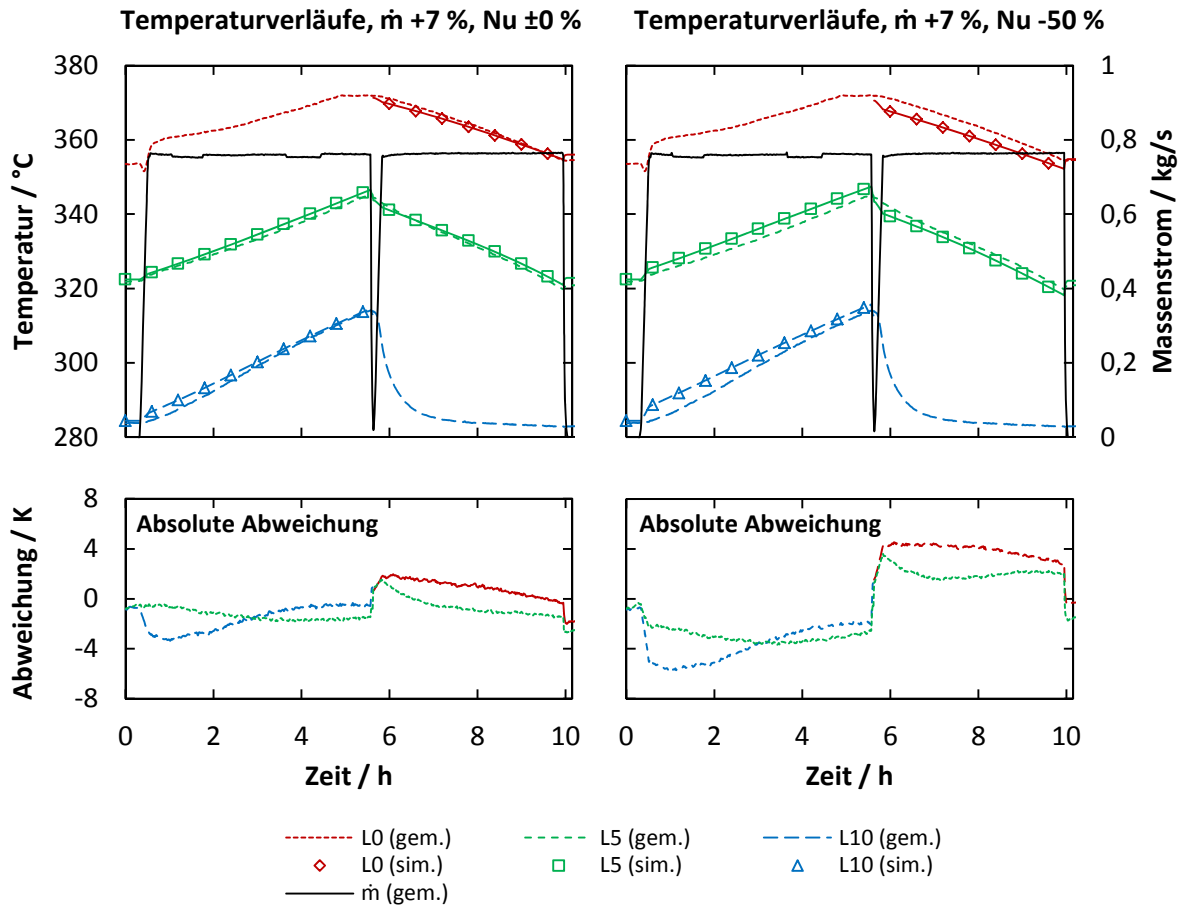 Temperaturverläufe, ṁ +7 %, Nu ±0 %
Temperaturverläufe, ṁ +7 %, Nu -50 %
Temperatur / °C
380
360
340
320
300
280
1
0,8
0,6
0,4
0,2
0
Massenstrom / kg/s
Abweichung / K
8
4
0
-4
-8
Absolute Abweichung
Absolute Abweichung
0 2 4 6 8 10
0 2 4 6 8 10
Zeit / h
Zeit / h
L0 (gem.) L5 (gem.) L10 (gem.)
L0 (sim.) L5 (sim.) L10 (sim.)
ṁ (gem.)